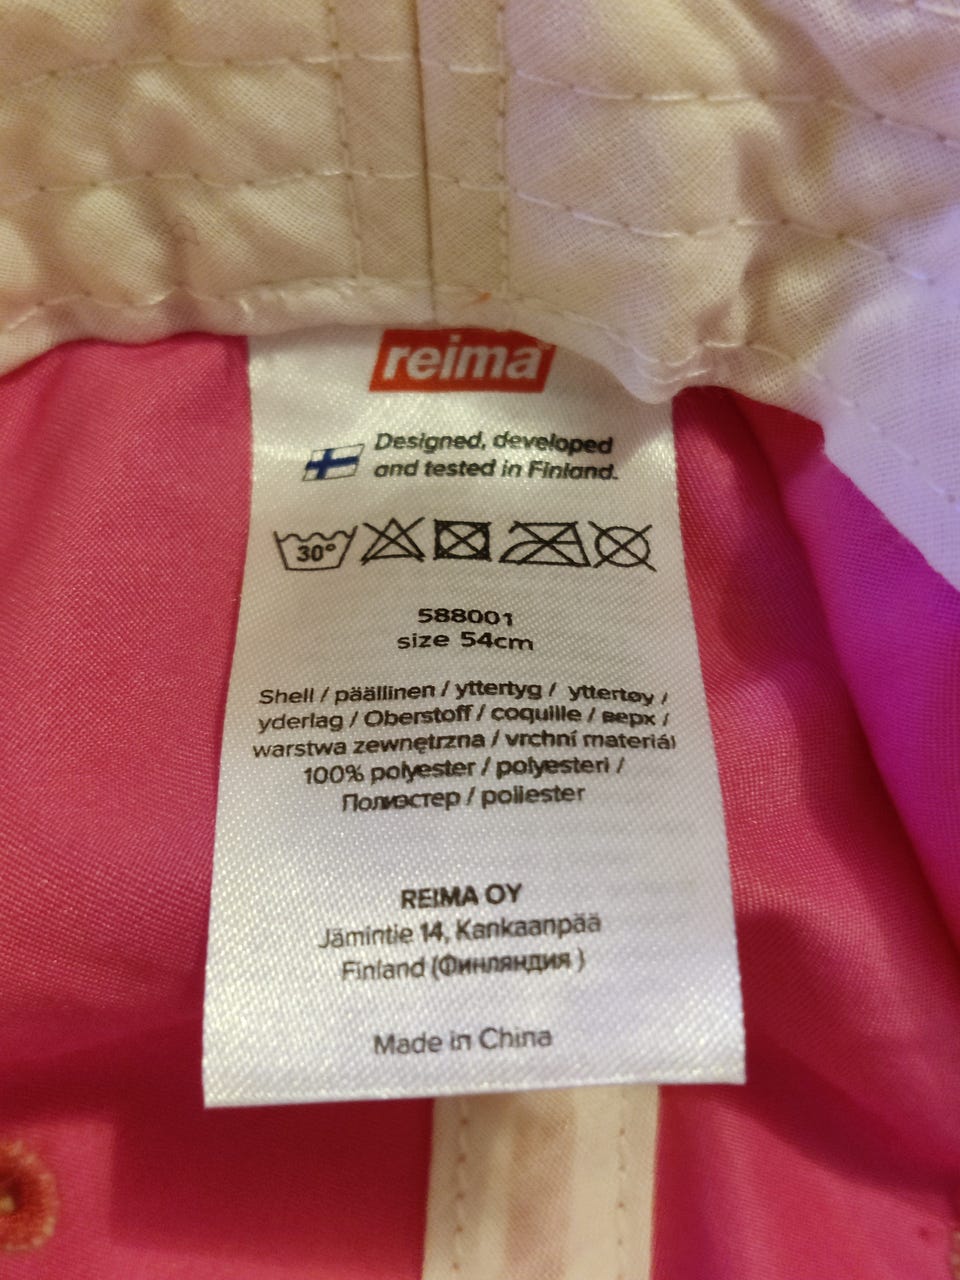 reima
Designed, developed
and tested in Finland.
30°
588001
size 54cm
Shell / päällinen / yttertyg / yttertøy /
yderlag / Oberstoff / coquille / верх /
warstwa zewnętrzna / vrchní materiál
100% polyester / polyesteri /
Полиэстер / poliester
REIMA OY
Jämintie 14, Kankaanpää
Finland (Финляндия )
Made in China